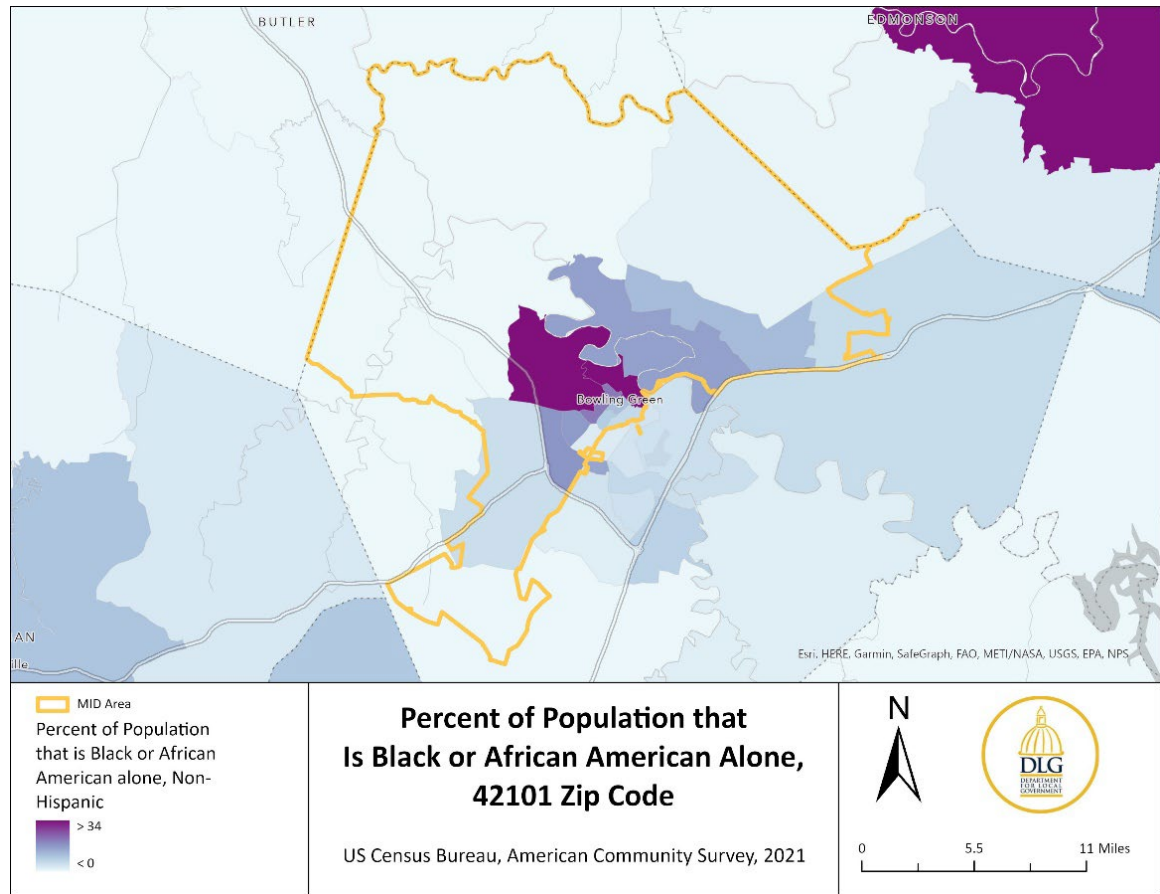 BUTLER
EDMONSON
Bowling Green
AN
ille
Esri, HERE, Garmin, SafeGraph, FAO, METI/NASA, USGS, EPA, NPS
MID Area
Percent of Population
that is Black or African
American alone, Non-
Hispanic
> 34
< 0
Percent of Population that
Is Black or African American Alone,
42101 Zip Code
US Census Bureau, American Community Survey, 2021
N
DLG
DEPARTMENT
FOR LOCAL
GOVERNMENT
0 5.5 11 Miles